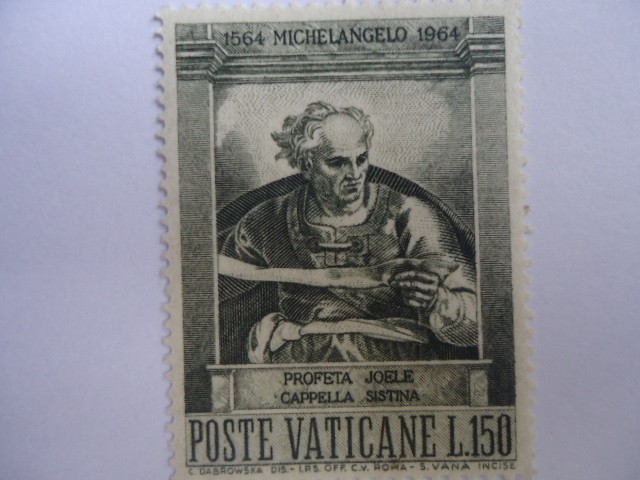 1564 MICHELANGELO 1964
PROFETA JOELE
CAPPELLA SISTINA
POSTE VATICANE L.150
C. DABROWSKA DIS. - I.P.S. OFF. C.V. ROMA - S. VANA INCISE